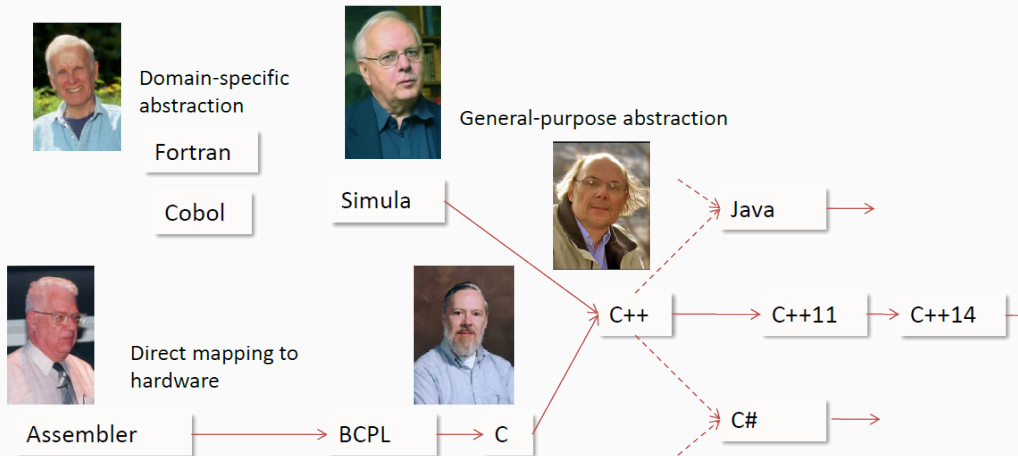 Domain-specific
abstraction
Fortran
Cobol
General-purpose abstraction
Simula
Java
C++
C++11
C++14
Direct mapping to
hardware
Assembler
BCPL
C
C#